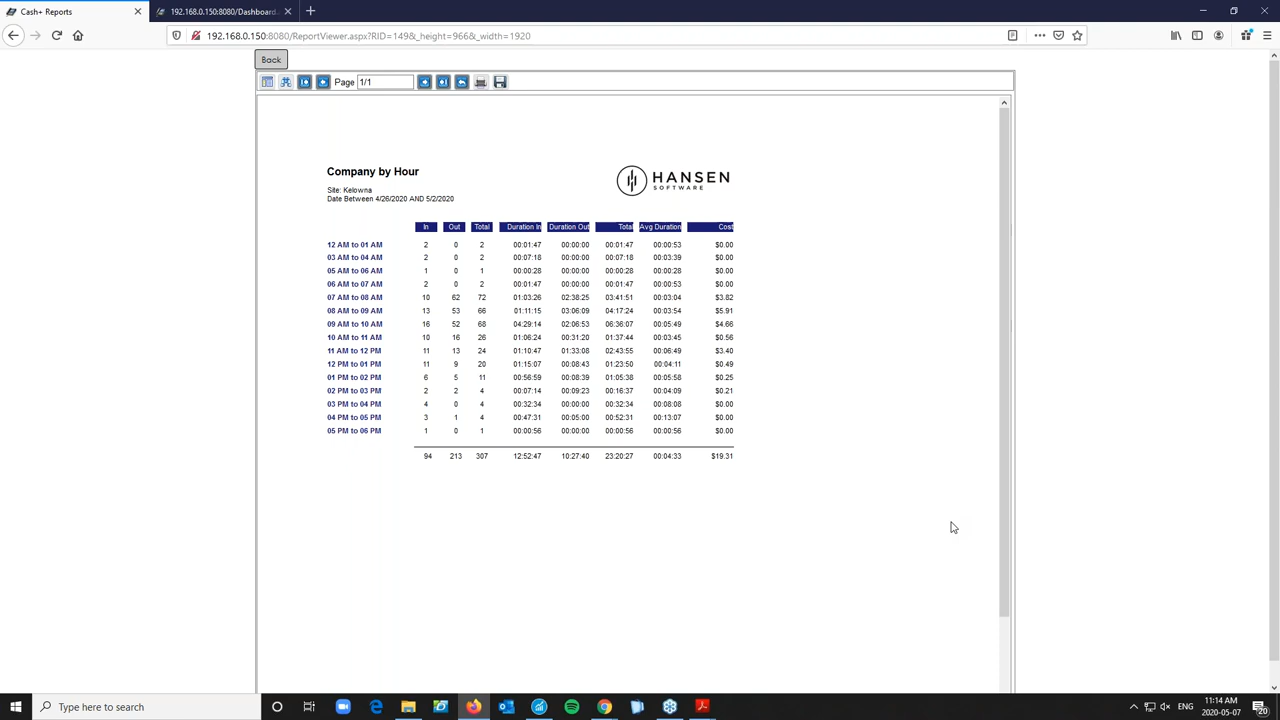 Cash+ Reports
192.168.0.150:8080/Dashboard.
192.168.0.150:8080/ReportViewer.aspx?RID=149&_height=966&_width=1920
Back
Page 1/1
Company by Hour
HANSEN
SOFTWARE
Site: Kelowna
Date Between 4/26/2020 AND 5/2/2020
In Out Total Duration In Duration Out Total Avg Duration Cost
12 AM to 01 AM 2 0 2 00:01:47 00:00:00 00:01:47 00:00:53 $0.00
03 AM to 04 AM 2 0 2 00:07:18 00:00:00 00:07:18 00:03:39 $0.00
05 AM to 06 AM 1 0 1 00:00:28 00:00:00 00:00:28 00:00:28 $0.00
06 AM to 07 AM 2 0 2 00:01:47 00:00:00 00:01:47 00:00:53 $0.00
07 AM to 08 AM 10 62 72 01:03:26 02:38:25 03:41:51 00:03:04 $3.82
08 AM to 09 AM 13 53 66 01:11:15 03:06:09 04:17:24 00:03:54 $5.91
09 AM to 10 AM 16 52 68 04:29:14 02:06:53 06:36:07 00:05:49 $4.66
10 AM to 11 AM 10 16 26 01:06:24 00:31:20 01:37:44 00:03:45 $0.56
11 AM to 12 PM 11 13 24 01:10:47 01:33:08 02:43:55 00:06:49 $3.40
12 PM to 01 PM 11 9 20 01:15:07 00:08:43 01:23:50 00:04:11 $0.49
01 PM to 02 PM 6 5 11 00:56:59 00:08:39 01:05:38 00:05:58 $0.25
02 PM to 03 PM 2 2 4 00:07:14 00:09:23 00:16:37 00:04:09 $0.21
03 PM to 04 PM 4 0 4 00:32:34 00:00:00 00:32:34 00:08:08 $0.00
04 PM to 05 PM 3 1 4 00:47:31 00:05:00 00:52:31 00:13:07 $0.00
05 PM to 06 PM 1 0 1 00:00:56 00:00:00 00:00:56 00:00:56 $0.00
94 213 307 12:52:47 10:27:40 23:20:27 00:04:33 $19.31
Type here to search
ENG
11:14 AM
2020-05-07
20